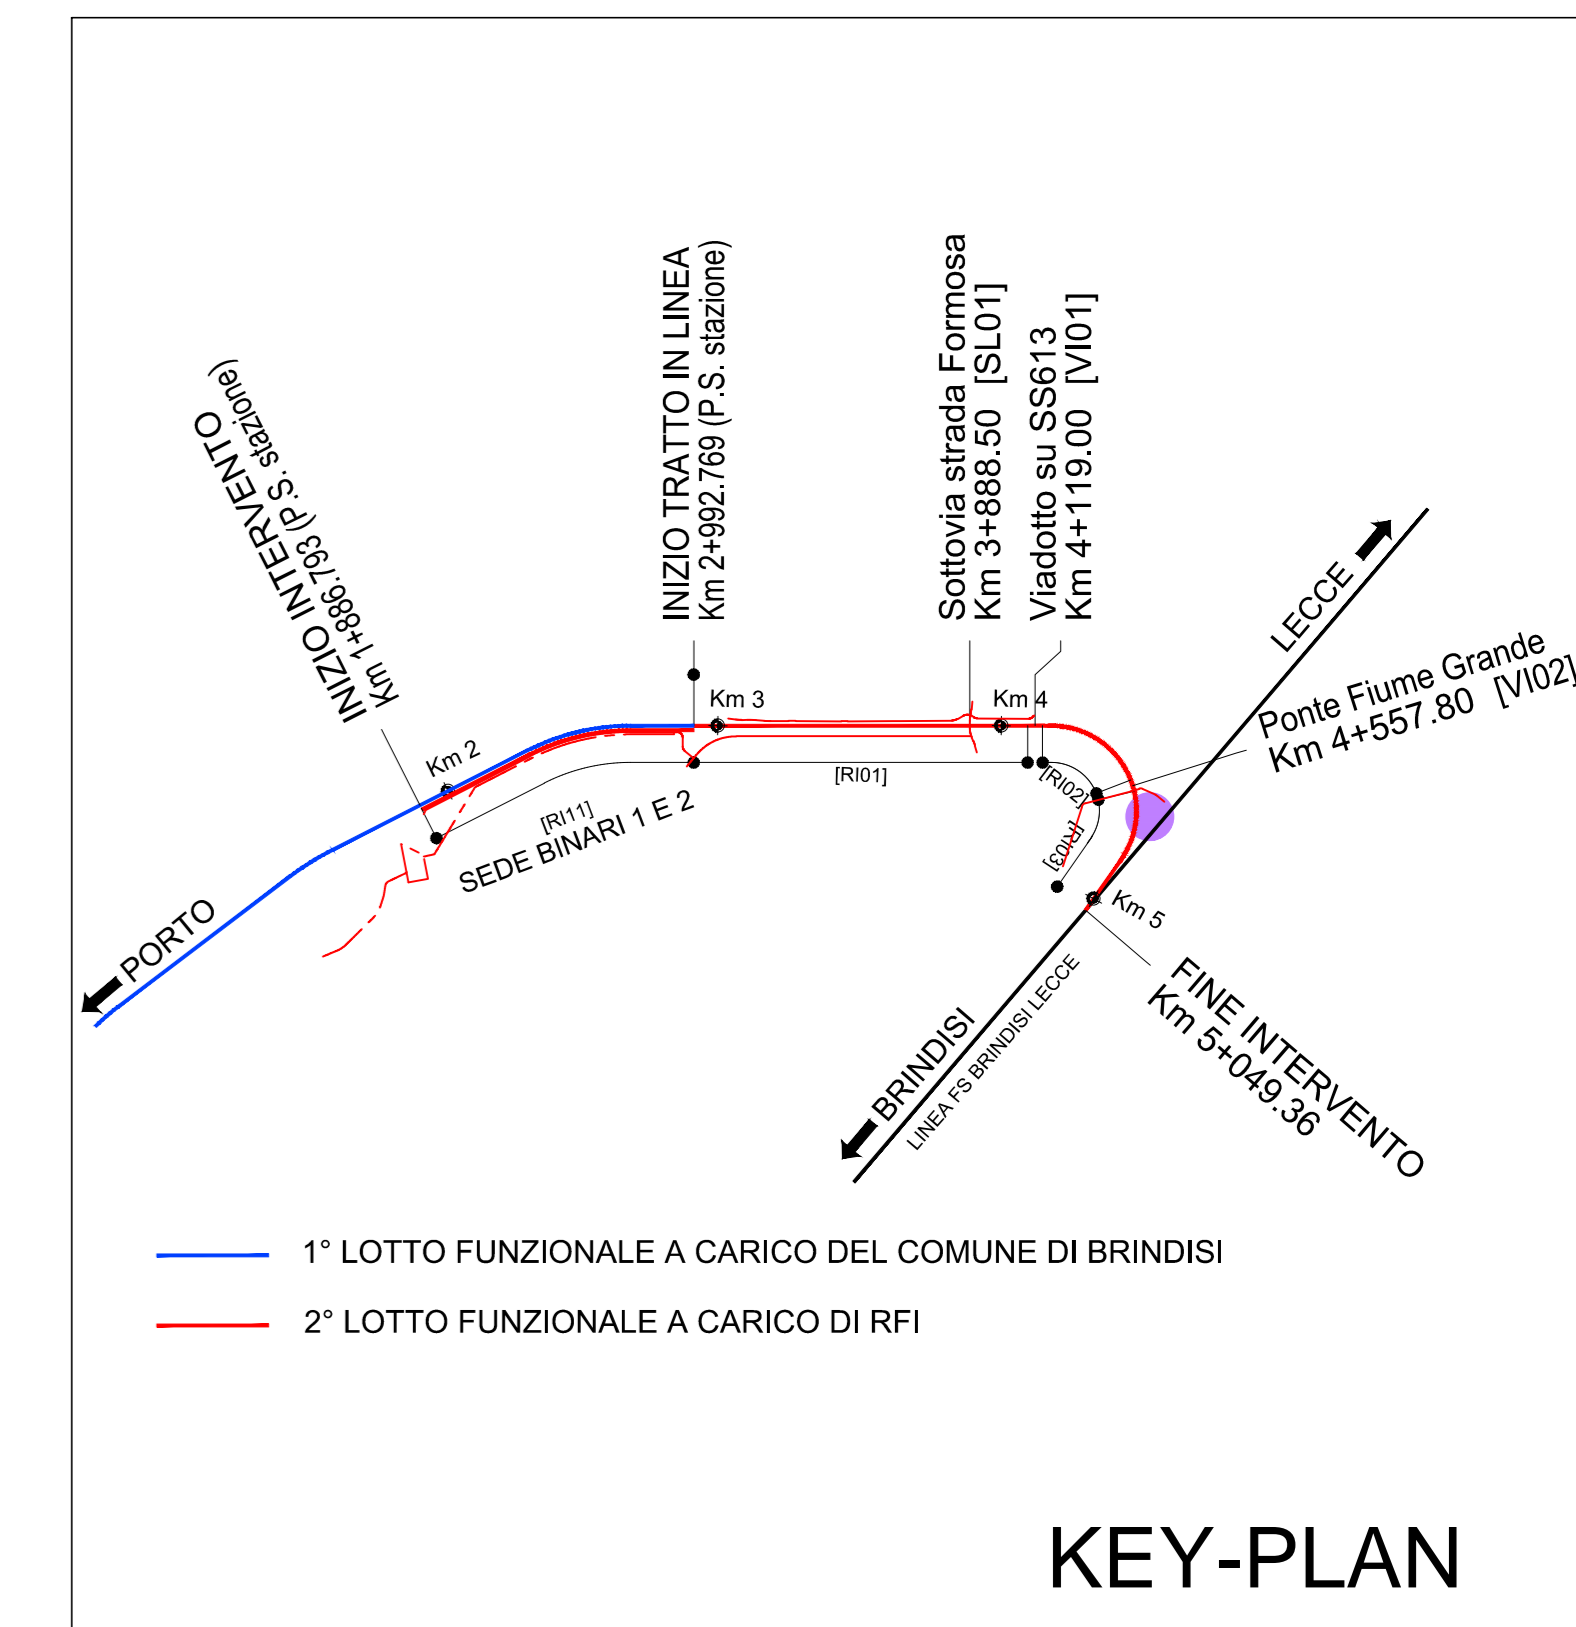 INIZIO INTERVENTO
Km 1+886.793 (P.S. stazione)
INIZIO TRATTO IN LINEA
Km 2+992.769 (P.S. stazione)
Sottovia strada Formosa
Km 3+888.50 [SL01]
Viadotto su SS613
Km 4+119.00 [VI01]
LECCE
Ponte Fiume Grande
Km 4+557.80 [VI02]
Km 2
Km 3
Km 4
[RI01]
[RI02]
[RI03]
[RI11]
SEDE BINARI 1 E 2
Km 5
PORTO
FINE INTERVENTO
Km 5+049.36
BRINDISI
LINEA FS BRINDISI LECCE
1° LOTTO FUNZIONALE A CARICO DEL COMUNE DI BRINDISI
2° LOTTO FUNZIONALE A CARICO DI RFI
KEY-PLAN